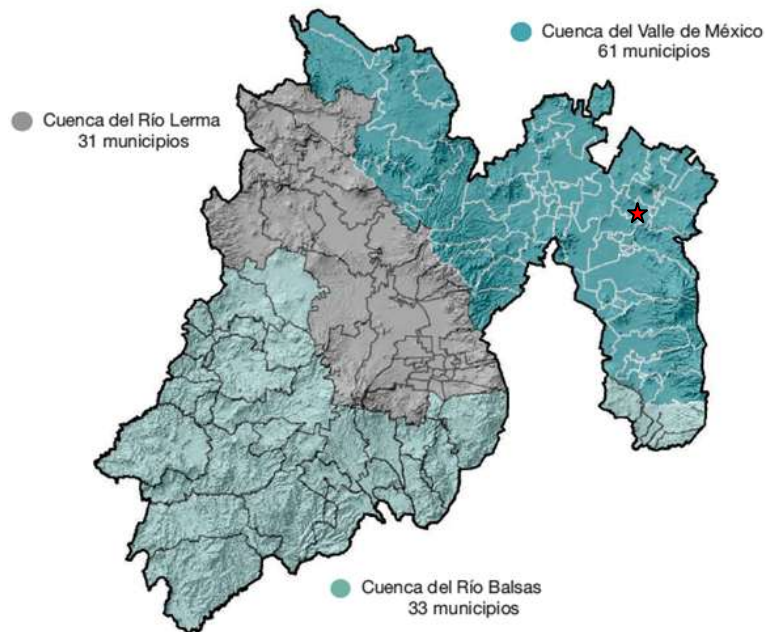 Cuenca del Valle de México
61 municipios
Cuenca del Río Lerma
31 municipios
Cuenca del Río Balsas
33 municipios